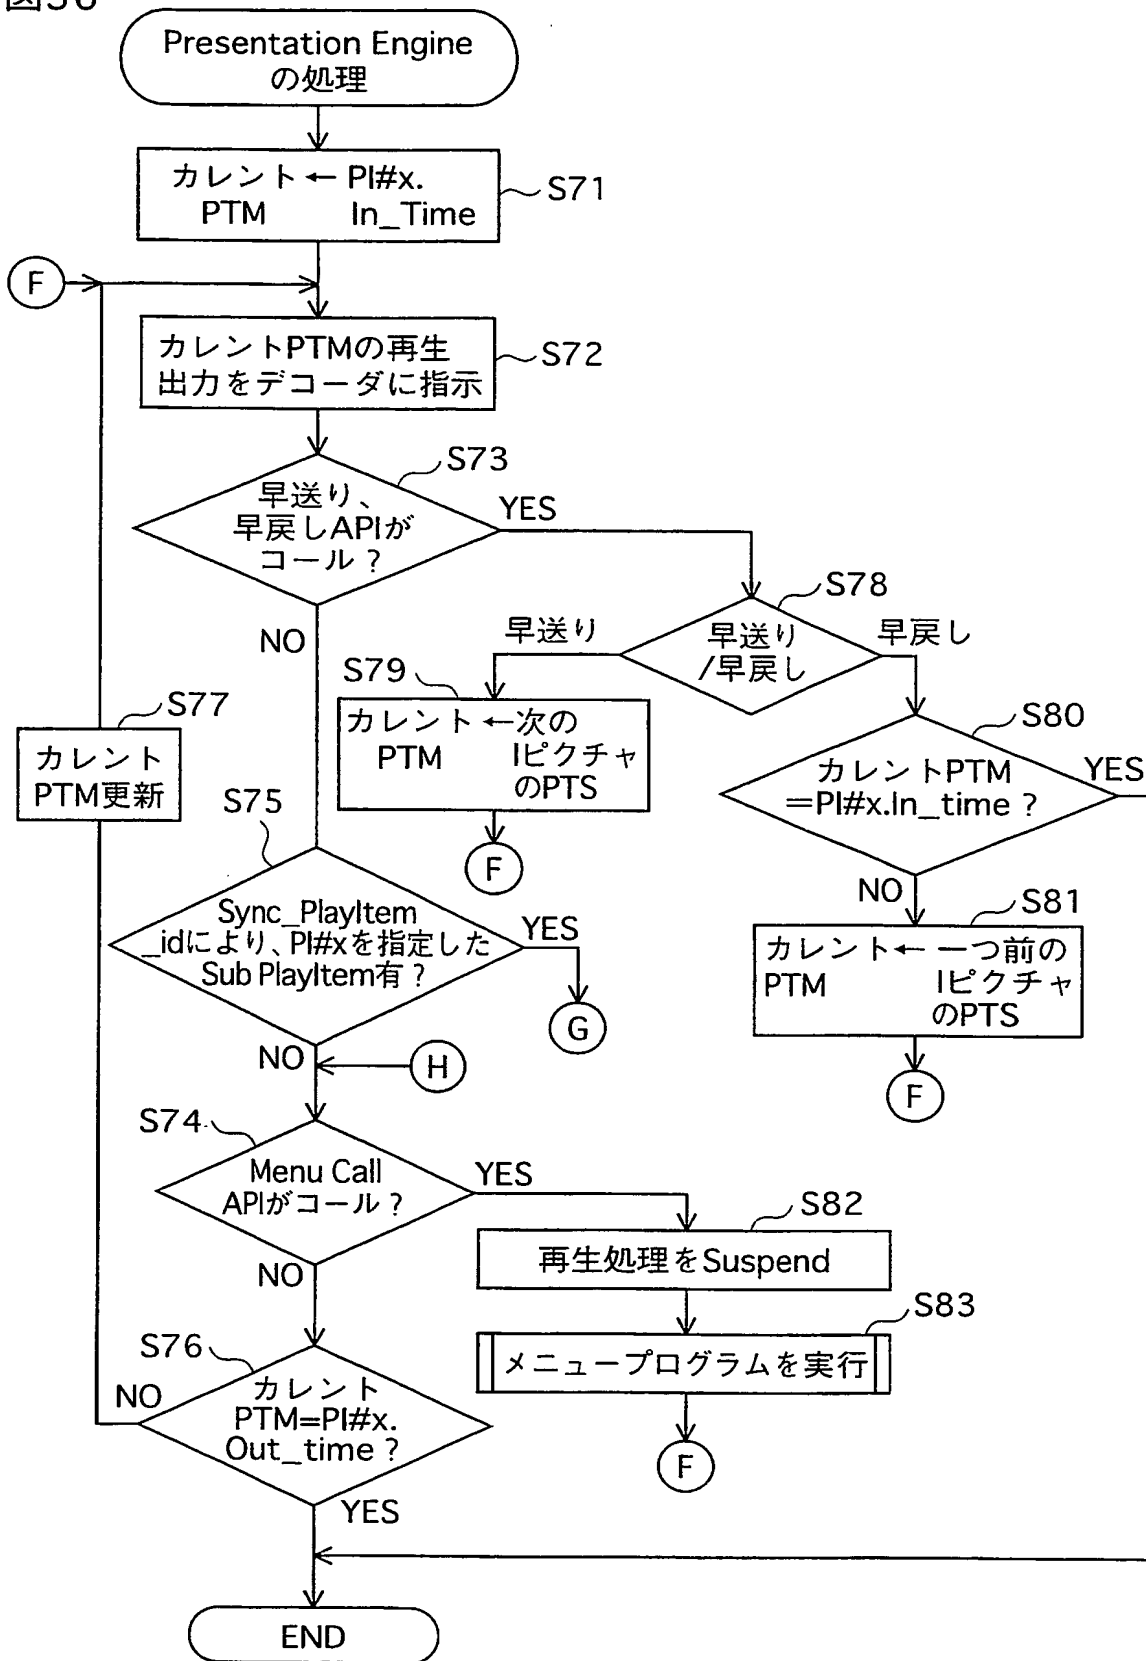 図56
Presentation Engine
の処理
カレント ← PI#x.
PTM In_Time
S71
F
カレントPTMの再生
出力をデコーダに指示
S72
S73
早送り、
早戻しAPIが
コール？
YES
NO
S78
早送り
早送り
/早戻し
早戻し
S79
カレント ←次の
PTM Iピクチャ
のPTS
F
S80
カレントPTM
=PI#x.In_time？
YES
NO
S81
カレント← 一つ前の
PTM Iピクチャ
のPTS
F
S77
カレント
PTM更新
S75
Sync_PlayItem
_idにより、PI#xを指定した
Sub PlayItem有？
YES
G
NO
H
S74
Menu Call
APIがコール？
YES
NO
S82
再生処理をSuspend
S83
メニュープログラムを実行
F
S76
NO
カレント
PTM=PI#x.
Out_time？
YES
END